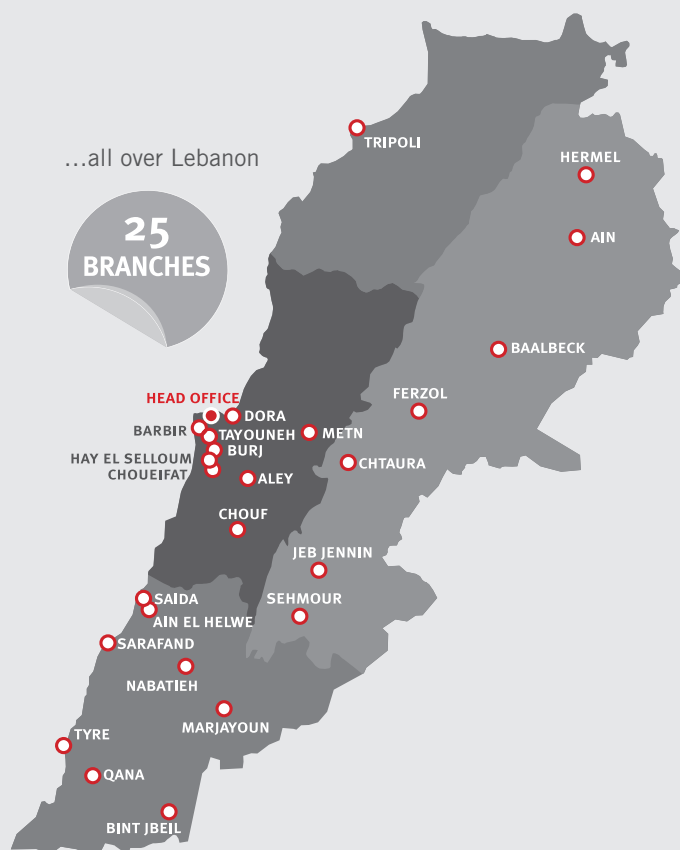 TRIPOLI
…all over Lebanon
HERMEL
25
BRANCHES
AIN
BAALBECK
FERZOL
HEAD OFFICE
DORA
BARBIR
TAYOUNEH
METN
BURJ
HAY EL SELLOUM
CHTAURA
CHOUEIFAT
ALEY
CHOUF
JEB JENNIN
SAIDA
SEHMOUR
AIN EL HELWE
SARAFAND
NABATIEH
MARJAYOUN
TYRE
QANA
BINT JBEIL